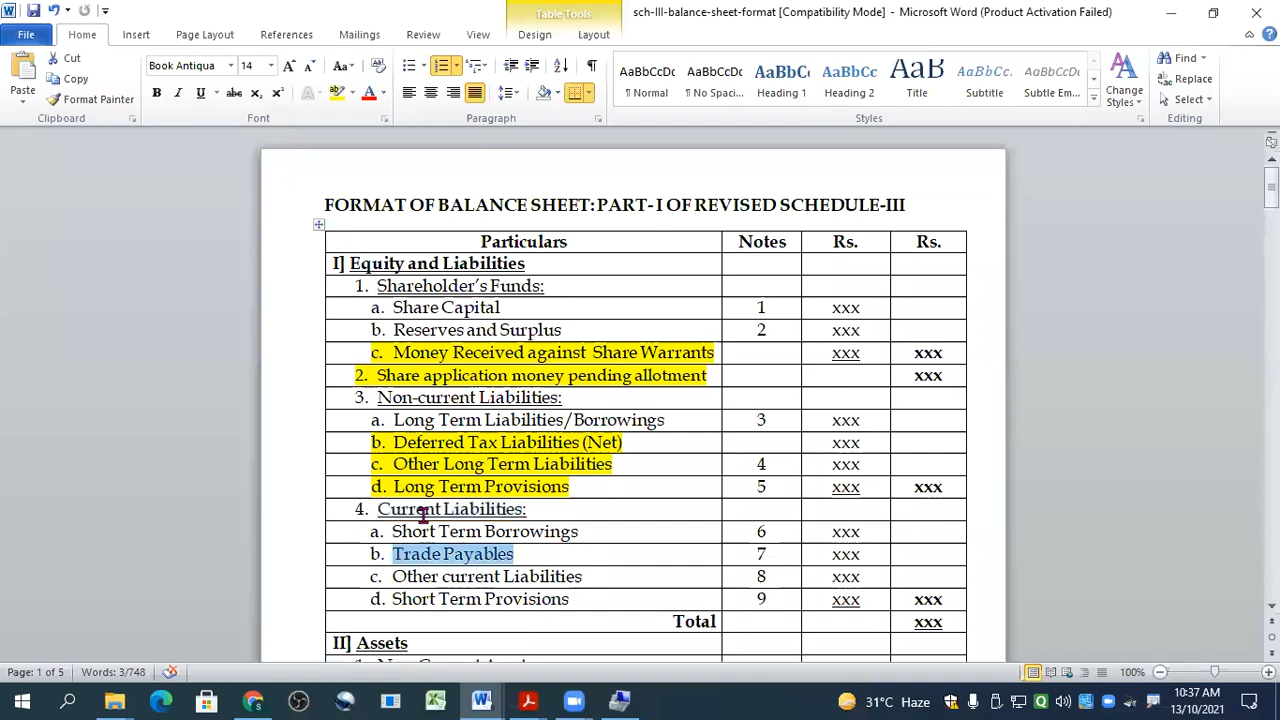 Table Tools
sch-III-balance-sheet-format [Compatibility Mode] - Microsoft Word (Product Activation Failed)
File Home Insert Page Layout References Mailings Review View Design Layout
Cut
Copy
Format Painter
Paste
Book Antiqua 14
Find
Replace
Select
AaBbCcDc AaBbCcDc AaBbCc AaBbCc AaB AaBbCc. AaBbCcDc
¶ Normal ¶ No Spaci... Heading 1 Heading 2 Title Subtitle Subtle Em...
Change Styles
Clipboard Font Paragraph Styles Editing
FORMAT OF BALANCE SHEET: PART- I OF REVISED SCHEDULE-III
Particulars Notes Rs. Rs.
I] Equity and Liabilities
1. Shareholder's Funds:
a. Share Capital 1 xxx
b. Reserves and Surplus 2 xxx
c. Money Received against Share Warrants xxx xxx
2. Share application money pending allotment xxx
3. Non-current Liabilities:
a. Long Term Liabilities/Borrowings 3 xxx
b. Deferred Tax Liabilities (Net) xxx
c. Other Long Term Liabilities 4 xxx
d. Long Term Provisions 5 xxx xxx
4. Current Liabilities:
a. Short Term Borrowings 6 xxx
b. Trade Payables 7 xxx
c. Other current Liabilities 8 xxx
d. Short Term Provisions 9 xxx xxx
Total xxx
II] Assets
Page: 1 of 5 Words: 3/748 100%
31°C Haze
10:37 AM
13/10/2021